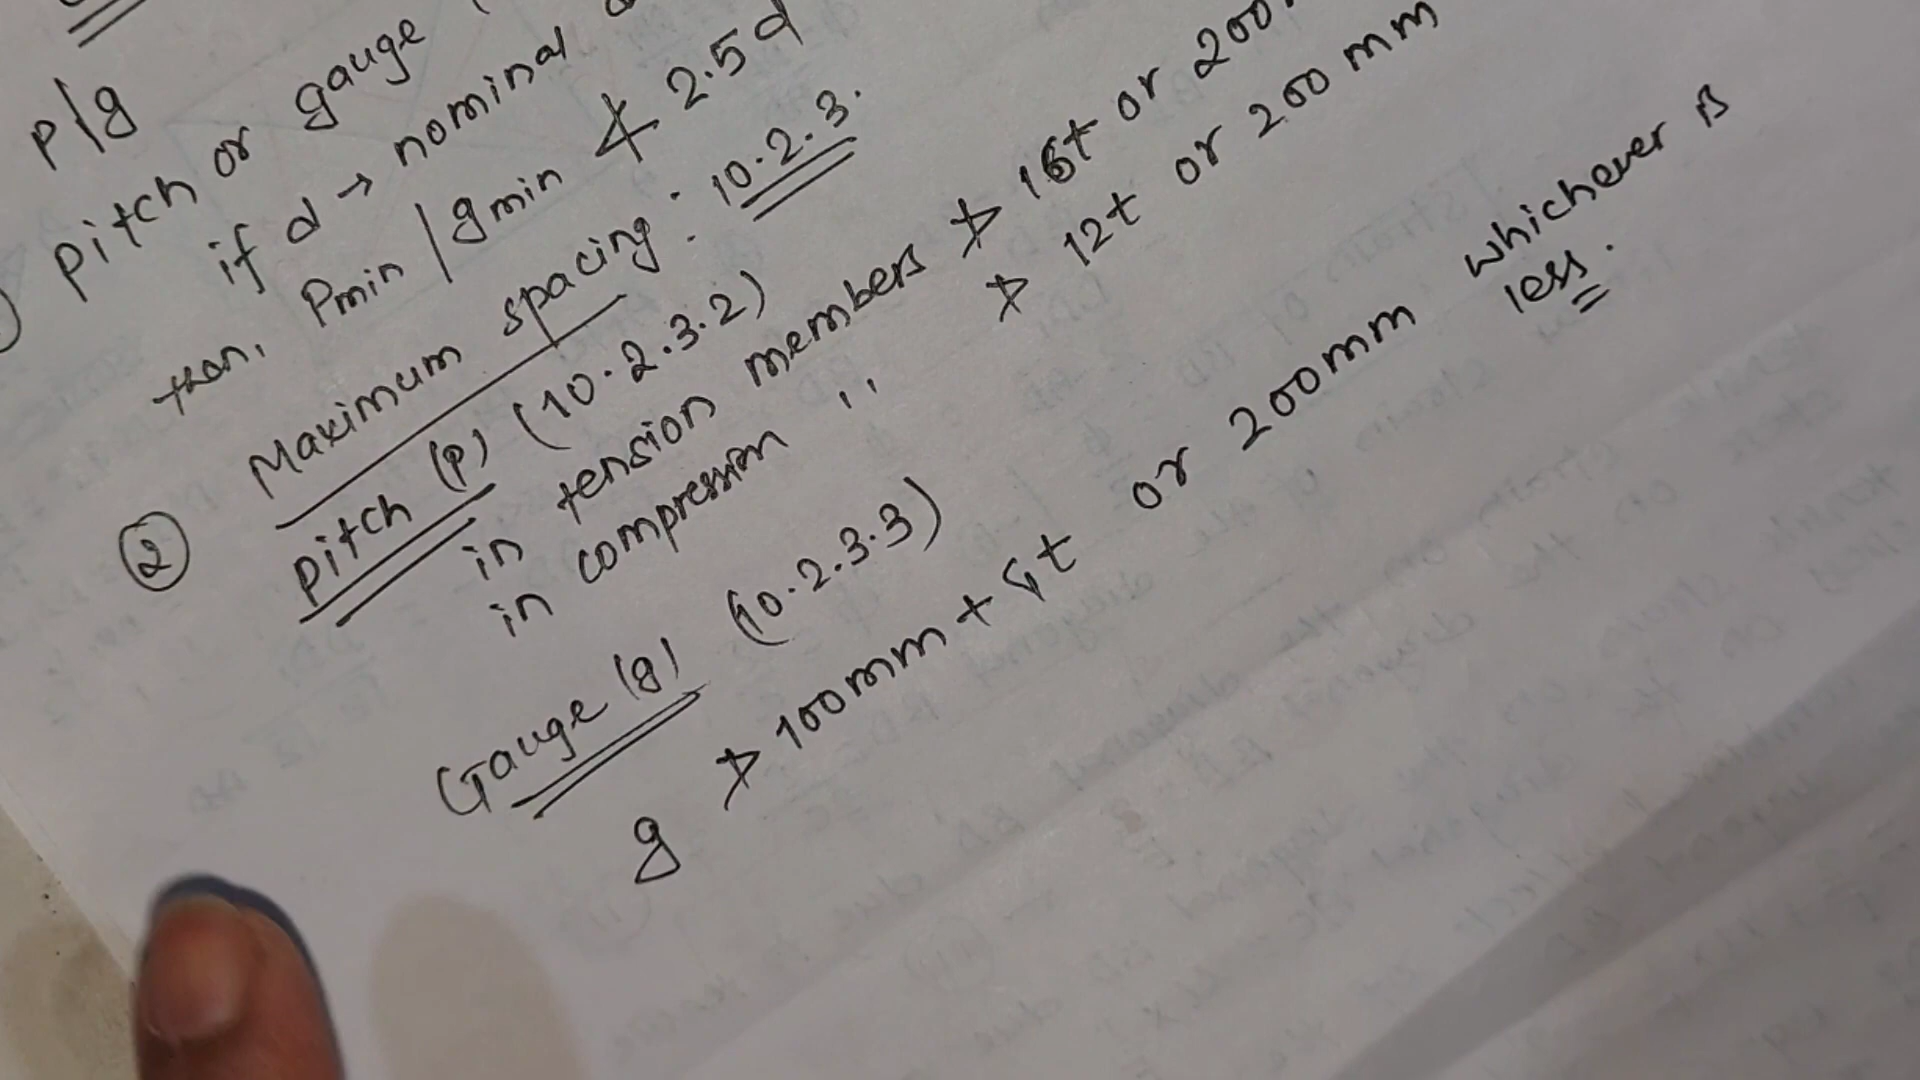 P/g
Pitch or gauge
if d → nominal
then, Pmin / gmin ≮ 2.5d
② Maximum spacing: 10.2.3.
Pitch (p) (10.2.3.2)
in tension members ≯ 16t or 200
in compression " ≯ 12t or 200 mm
Gauge (g) (10.2.3.3)
g ≯ 100mm + 4t or 200mm whichever is
less.